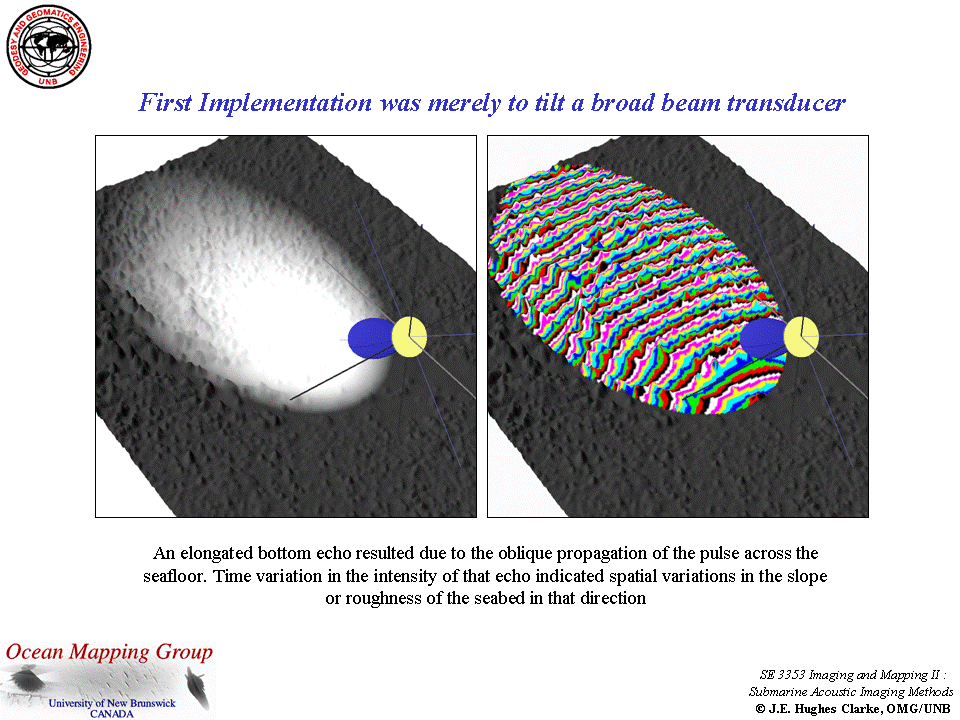 GEODESY AND GEOMATICS ENGINEERING
UNB
First Implementation was merely to tilt a broad beam transducer
An elongated bottom echo resulted due to the oblique propagation of the pulse across the
seafloor. Time variation in the intensity of that echo indicated spatial variations in the slope
or roughness of the seabed in that direction
Ocean Mapping Group
University of New Brunswick
CANADA
SE 3353 Imaging and Mapping II :
Submarine Acoustic Imaging Methods
© J.E. Hughes Clarke, OMG/UNB